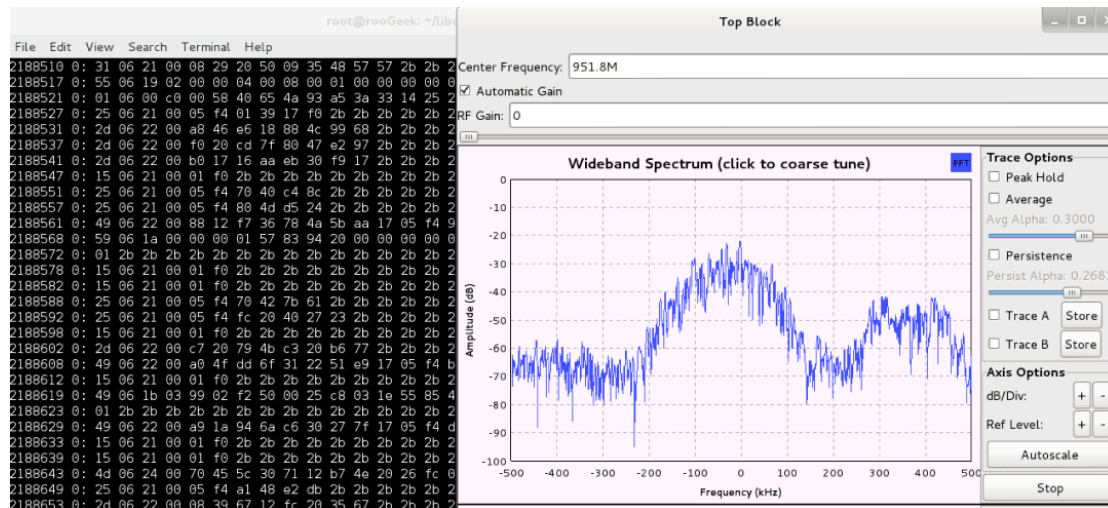 root@rooGeek: ~/libc
File Edit View Search Terminal Help
2188510 0: 31 06 21 00 08 29 20 50 09 35 48 57 57 2b 2b 2
2188517 0: 55 06 19 02 00 00 04 00 08 00 01 00 00 00 00 0
2188521 0: 01 06 00 c0 00 58 40 65 4a 93 a5 3a 33 14 25 2
2188527 0: 25 06 21 00 05 f4 01 39 17 f0 2b 2b 2b 2b 2b 2
2188531 0: 2d 06 22 00 a8 46 e6 18 88 4c 99 68 2b 2b 2b 2
2188537 0: 2d 06 22 00 f0 20 cd 7f 80 47 e2 97 2b 2b 2b 2
2188541 0: 2d 06 22 00 b0 17 16 aa eb 30 f9 17 2b 2b 2b 2
2188547 0: 15 06 21 00 01 f0 2b 2b 2b 2b 2b 2b 2b 2b 2b 2
2188551 0: 25 06 21 00 05 f4 70 40 c4 8c 2b 2b 2b 2b 2b 2
2188557 0: 25 06 21 00 05 f4 80 4d d5 24 2b 2b 2b 2b 2b 2
2188561 0: 49 06 22 00 88 12 f7 36 78 4a 5b aa 17 05 f4 9
2188568 0: 59 06 1a 00 00 00 01 57 83 94 20 00 00 00 00 0
2188572 0: 01 2b 2b 2b 2b 2b 2b 2b 2b 2b 2b 2b 2b 2b 2b 2
2188578 0: 15 06 21 00 01 f0 2b 2b 2b 2b 2b 2b 2b 2b 2b 2
2188582 0: 15 06 21 00 01 f0 2b 2b 2b 2b 2b 2b 2b 2b 2b 2
2188588 0: 25 06 21 00 05 f4 70 42 7b 61 2b 2b 2b 2b 2b 2
2188592 0: 25 06 21 00 05 f4 fc 20 40 27 23 2b 2b 2b 2b 2
2188598 0: 15 06 21 00 01 f0 2b 2b 2b 2b 2b 2b 2b 2b 2b 2
2188602 0: 2d 06 22 00 c7 20 79 4b c3 20 b6 77 2b 2b 2b 2
2188608 0: 49 06 22 00 a0 4f dd 5f 31 22 51 e9 17 05 f4 b
2188612 0: 15 06 21 00 01 f0 2b 2b 2b 2b 2b 2b 2b 2b 2b 2
2188619 0: 49 06 1b 03 99 02 f2 50 00 25 c8 03 1e 55 85 4
2188623 0: 01 2b 2b 2b 2b 2b 2b 2b 2b 2b 2b 2b 2b 2b 2b 2
2188629 0: 49 06 22 00 a9 1a 94 6a c6 30 27 7f 17 05 f4 d
2188633 0: 15 06 21 00 01 f0 2b 2b 2b 2b 2b 2b 2b 2b 2b 2
2188639 0: 15 06 21 00 01 f0 2b 2b 2b 2b 2b 2b 2b 2b 2b 2
2188643 0: 4d 06 24 00 70 45 5c 30 71 12 b7 4e 20 26 fc 0
2188649 0: 25 06 21 00 05 f4 a1 48 e2 db 2b 2b 2b 2b 2b 2
2188653 0: 2d 06 22 00 08 39 67 12 fc 20 35 67 2b 2b 2b 2
Top Block
Center Frequency: 951.8M
Automatic Gain
RF Gain: 0
Wideband Spectrum (click to coarse tune)
FFT
Amplitude (dB)
0
-10
-20
-30
-40
-50
-60
-70
-80
-90
-100
-500 -400 -300 -200 -100 0 100 200 300 400 500
Frequency (kHz)
Trace Options
Peak Hold
Average
Avg Alpha: 0.3000
Persistence
Persist Alpha: 0.268
Trace A Store
Trace B Store
Axis Options
dB/Div: + -
Ref Level: + -
Autoscale
Stop